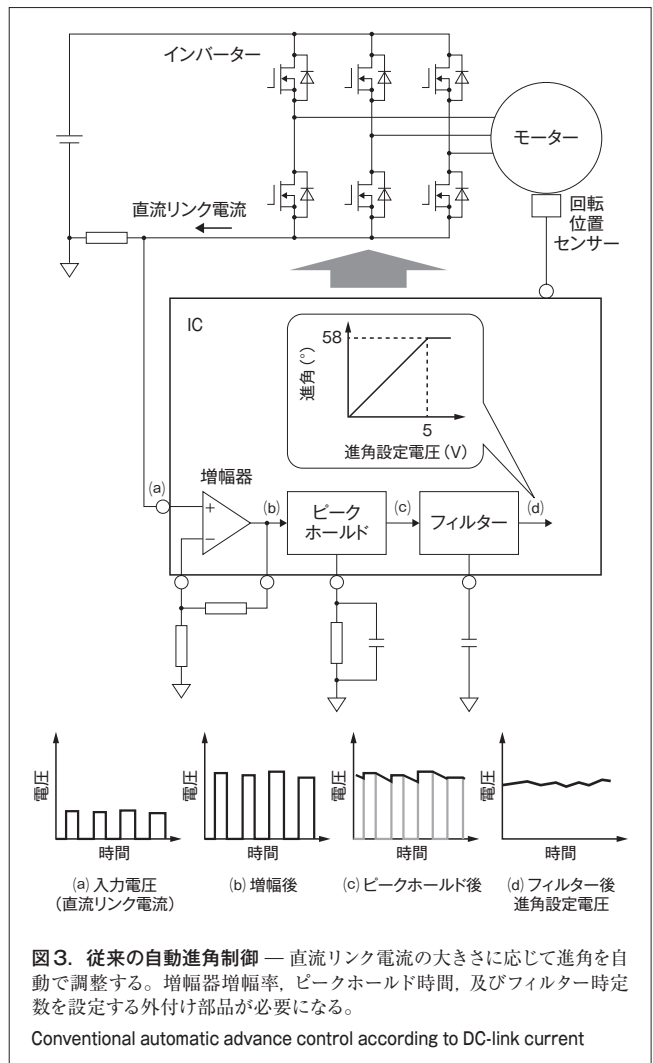 インバーター
モーター
直流リンク電流
回転
位置
センサー
IC
58
進角(°)
5
進角設定電圧(V)
増幅器
(a)
+
−
(b)
ピーク
ホールド
(c)
フィルター
(d)
電圧
時間
(a) 入力電圧
(直流リンク電流)
電圧
時間
(b) 増幅後
電圧
時間
(c) ピークホールド後
電圧
時間
(d) フィルター後
進角設定電圧
図3. 従来の自動進角制御 — 直流リンク電流の大きさに応じて進角を自
動で調整する。増幅器増幅率, ピークホールド時間, 及びフィルター時定
数を設定する外付け部品が必要になる。
Conventional automatic advance control according to DC-link current